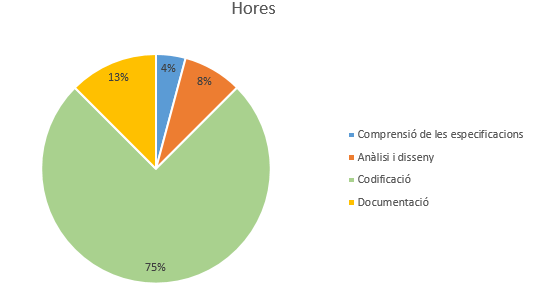 Hores
4%
8%
13%
75%
Comprensió de les especificacions
Anàlisi i disseny
Codificació
Documentació